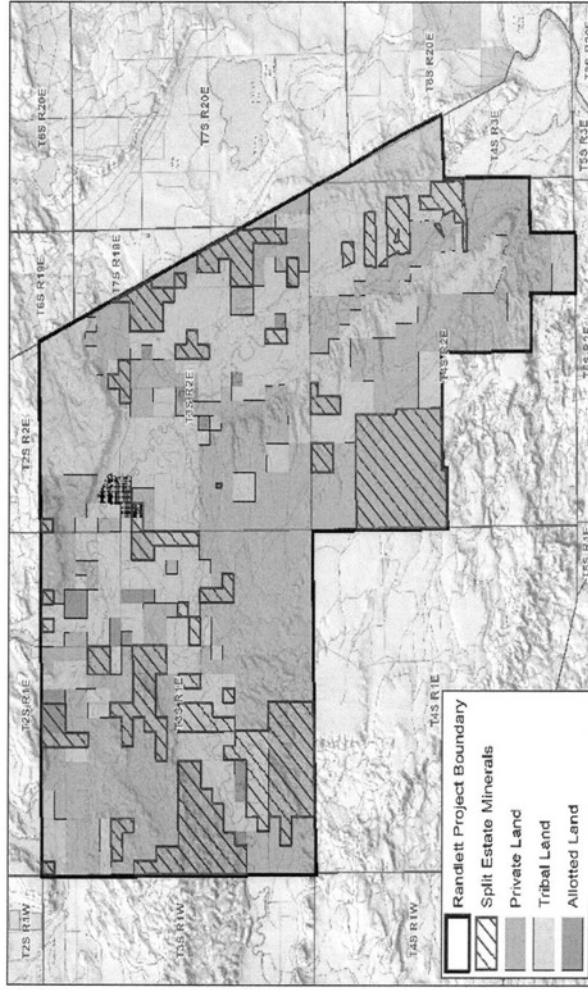 T2S R1W
T2S R1E
T2S R2E
T6S R19E
T6S R20E
T7S R19E
T7S R20E
T3S R1W
T3S R1E
T3S R2E
T6S R20E
T4S R1W
T4S R1E
T4S R2E
T4S R3E
T5S R1E
T5S R2E
T5S R3E
Randlett Project Boundary
Split Estate Minerals
Private Land
Tribal Land
Allotted Land